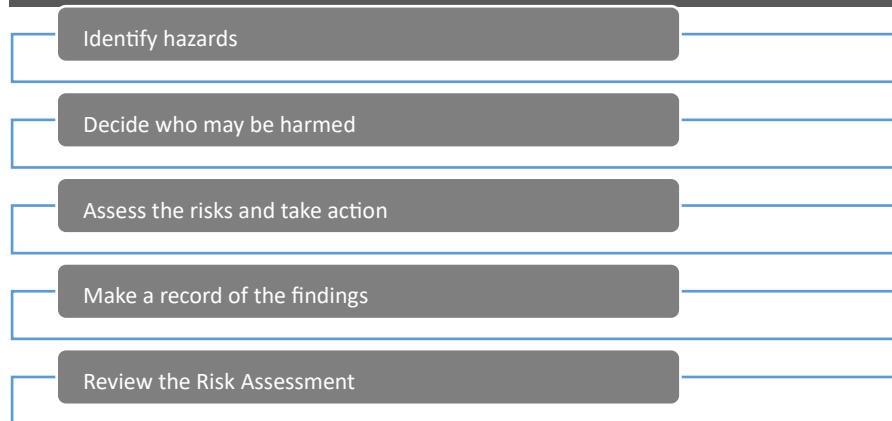 Identify hazards
Decide who may be harmed
Assess the risks and take action
Make a record of the findings
Review the Risk Assessment